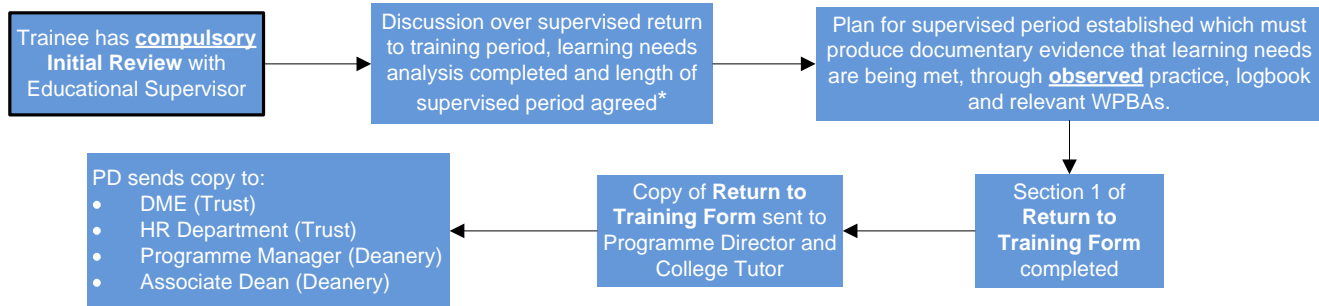 Trainee has compulsory
Initial Review with
Educational Supervisor
Discussion over supervised return
to training period, learning needs
analysis completed and length of
supervised period agreed*
Plan for supervised period established which must
produce documentary evidence that learning needs
are being met, through observed practice, logbook
and relevant WPBAs.
Section 1 of
Return to
Training Form
completed
Copy of Return to
Training Form sent to
Programme Director and
College Tutor
PD sends copy to:
• DME (Trust)
• HR Department (Trust)
• Programme Manager (Deanery)
• Associate Dean (Deanery)